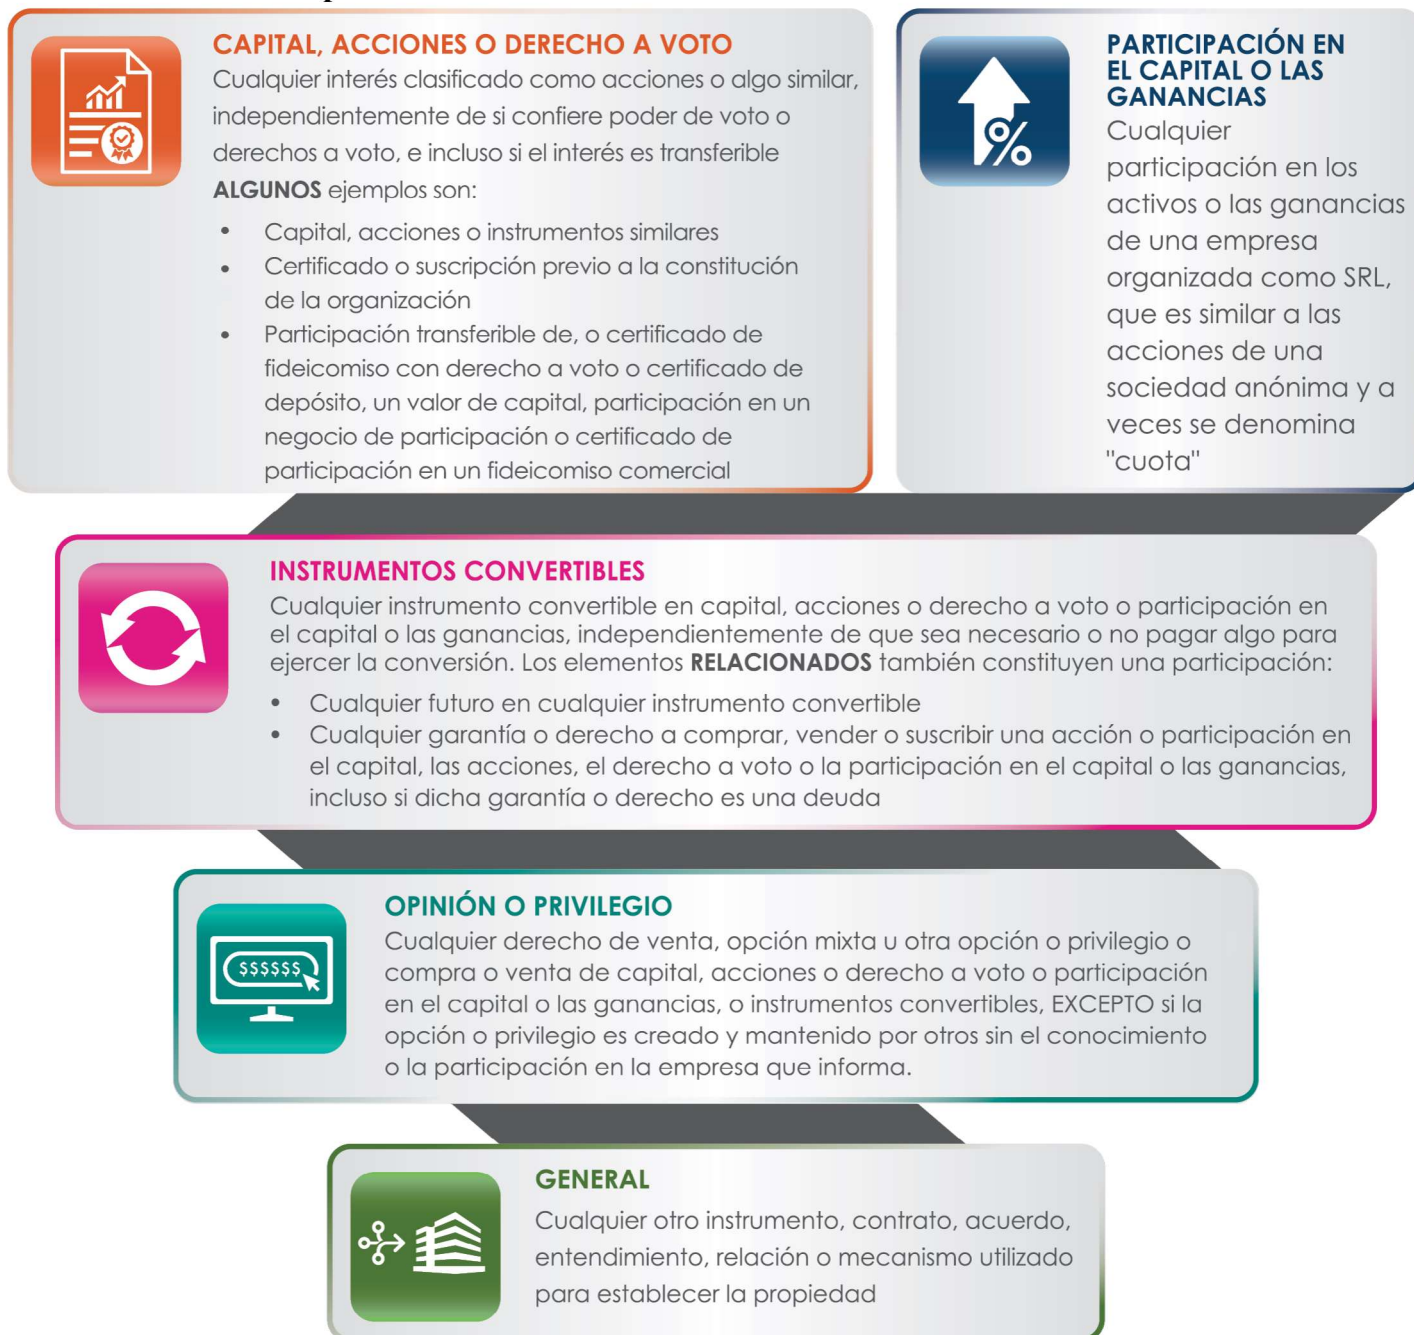 CAPITAL, ACCIONES O DERECHO A VOTO
Cualquier interés clasificado como acciones o algo similar,
independientemente de si confiere poder de voto o
derechos a voto, e incluso si el interés es transferible
ALGUNOS ejemplos son:
• Capital, acciones o instrumentos similares
• Certificado o suscripción previo a la constitución
de la organización
• Participación transferible de, o certificado de
fideicomiso con derecho a voto o certificado de
depósito, un valor de capital, participación en un
negocio de participación o certificado de
participación en un fideicomiso comercial
%
PARTICIPACIÓN EN
EL CAPITAL O LAS
GANANCIAS
Cualquier
participación en los
activos o las ganancias
de una empresa
organizada como SRL,
que es similar a las
acciones de una
sociedad anónima y a
veces se denomina
"cuota"
INSTRUMENTOS CONVERTIBLES
Cualquier instrumento convertible en capital, acciones o derecho a voto o participación en
el capital o las ganancias, independientemente de que sea necesario o no pagar algo para
ejercer la conversión. Los elementos RELACIONADOS también constituyen una participación:
• Cualquier futuro en cualquier instrumento convertible
• Cualquier garantía o derecho a comprar, vender o suscribir una acción o participación en
el capital, las acciones, el derecho a voto o la participación en el capital o las ganancias,
incluso si dicha garantía o derecho es una deuda
$$$$$$
OPINIÓN O PRIVILEGIO
Cualquier derecho de venta, opción mixta u otra opción o privilegio o
compra o venta de capital, acciones o derecho a voto o participación
en el capital o las ganancias, o instrumentos convertibles, EXCEPTO si la
opción o privilegio es creado y mantenido por otros sin el conocimiento
o la participación en la empresa que informa.
GENERAL
Cualquier otro instrumento, contrato, acuerdo,
entendimiento, relación o mecanismo utilizado
para establecer la propiedad